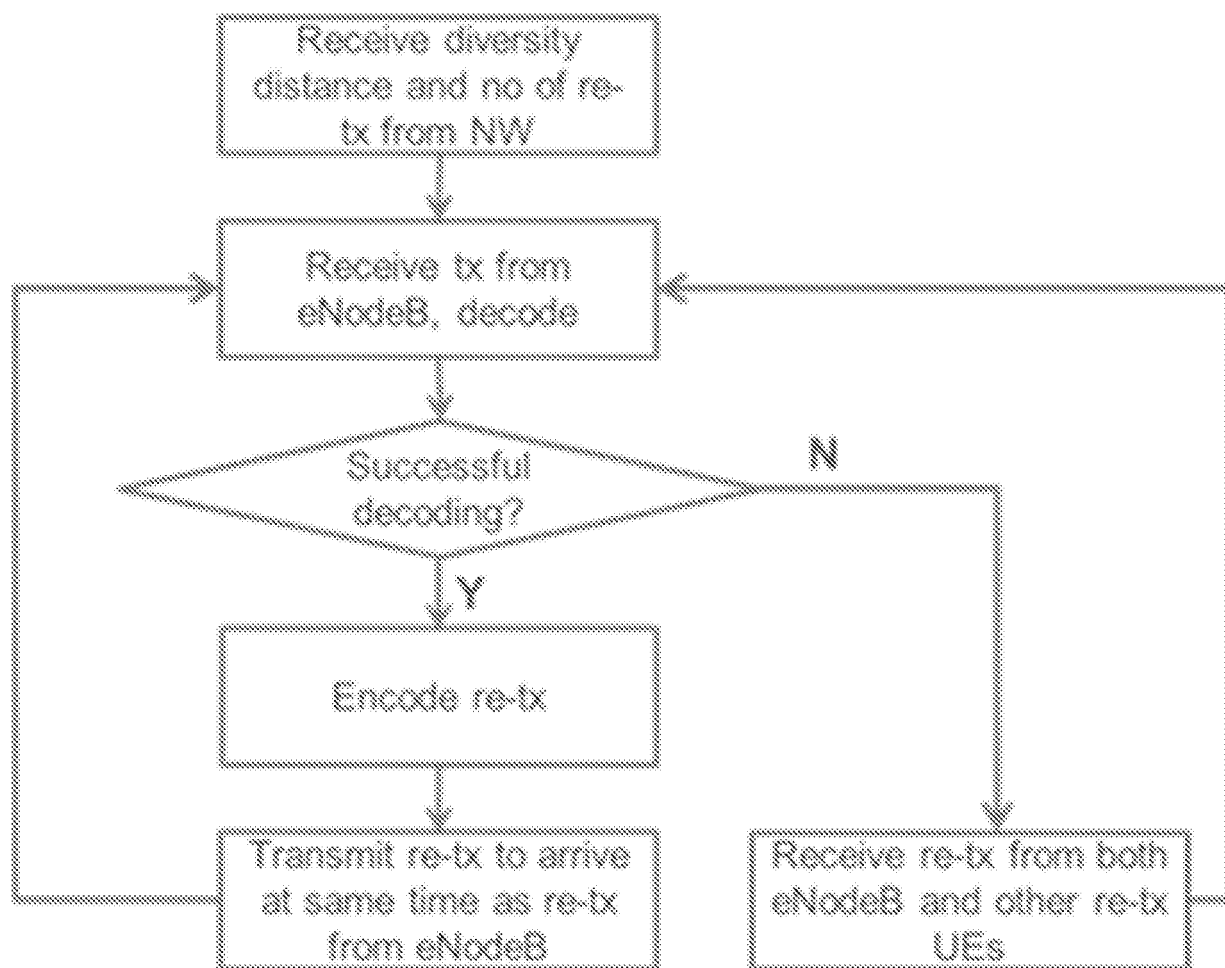 Receive diversity
distance and no of re-
tx from NW
Receive tx from
eNodeB, decode
Successful
decoding?
N
Y
Encode re-tx
Transmit re-tx to arrive
at same time as re-tx
from eNodeB
Receive re-tx from both
eNodeB and other re-tx
UEs